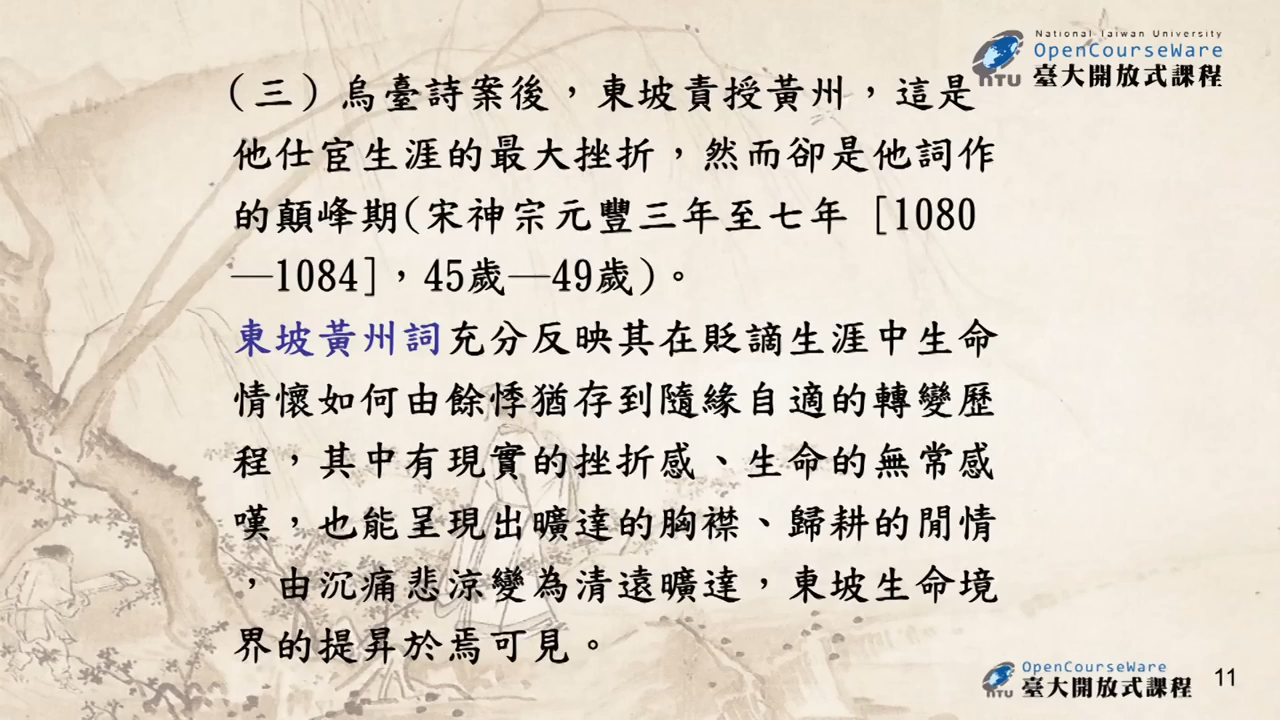 National Taiwan University
OpenCourseWare
NTU 臺大開放式課程
(三)烏臺詩案後，東坡責授黃州，這是
他仕宦生涯的最大挫折，然而卻是他詞作
的顛峰期(宋神宗元豐三年至七年［1080
—1084］，45歲—49歲)。
東坡黃州詞充分反映其在貶謫生涯中生命
情懷如何由餘悸猶存到隨緣自適的轉變歷
程，其中有現實的挫折感、生命的無常感
嘆，也能呈現出曠達的胸襟、歸耕的閒情
，由沉痛悲涼變為清遠曠達，東坡生命境
界的提昇於焉可見。
OpenCourseWare
NTU 臺大開放式課程
11